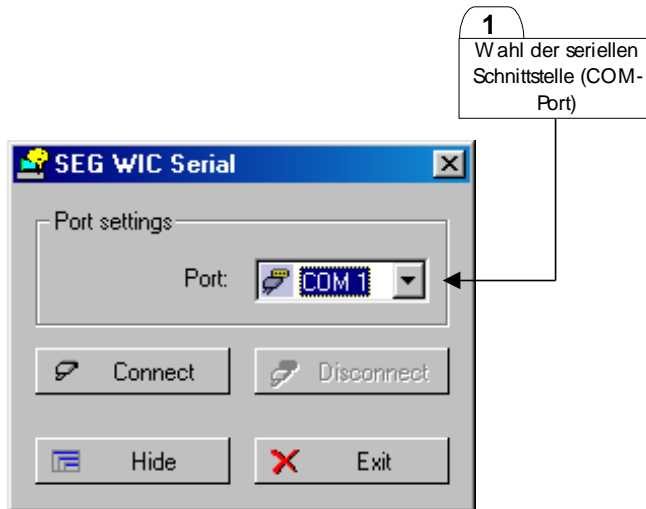 1
Wahl der seriellen
Schnittstelle (COM-
Port)
SEG WIC Serial
Port settings
Port:
COM 1
Connect
Disconnect
Hide
Exit